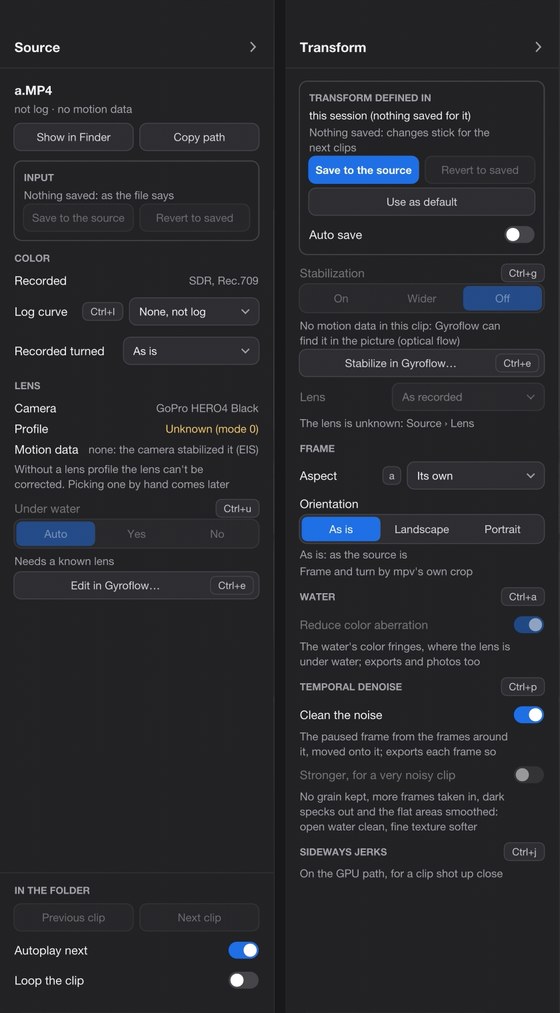 Source
a.MP4
not log · no motion data
Show in Finder
Copy path
INPUT
Nothing saved: as the file says
Save to the source
Revert to saved
COLOR
Recorded
SDR, Rec.709
Log curve
Ctrl+l
None, not log
Recorded turned
As is
LENS
Camera
GoPro HERO4 Black
Profile
Unknown (mode 0)
Motion data
none: the camera stabilized it (EIS)
Without a lens profile the lens can't be
corrected. Picking one by hand comes later
Under water
Ctrl+u
Auto
Yes
No
Needs a known lens
Edit in Gyroflow…
Ctrl+e
IN THE FOLDER
Previous clip
Next clip
Autoplay next
Loop the clip
Transform
TRANSFORM DEFINED IN
this session (nothing saved for it)
Nothing saved: changes stick for the
next clips
Save to the source
Revert to saved
Use as default
Auto save
Stabilization
Ctrl+g
On
Wider
Off
No motion data in this clip: Gyroflow can
find it in the picture (optical flow)
Stabilize in Gyroflow…
Ctrl+e
Lens
As recorded
The lens is unknown: Source › Lens
FRAME
Aspect
a
Its own
Orientation
As is
Landscape
Portrait
As is: as the source is
Frame and turn by mpv's own crop
WATER
Ctrl+a
Reduce color aberration
The water's color fringes, where the lens is
under water; exports and photos too
TEMPORAL DENOISE
Ctrl+p
Clean the noise
The paused frame from the frames around
it, moved onto it; exports each frame so
Stronger, for a very noisy clip
No grain kept, more frames taken in, dark
specks out and the flat areas smoothed:
open water clean, fine texture softer
SIDEWAYS JERKS
Ctrl+j
On the GPU path, for a clip shot up close